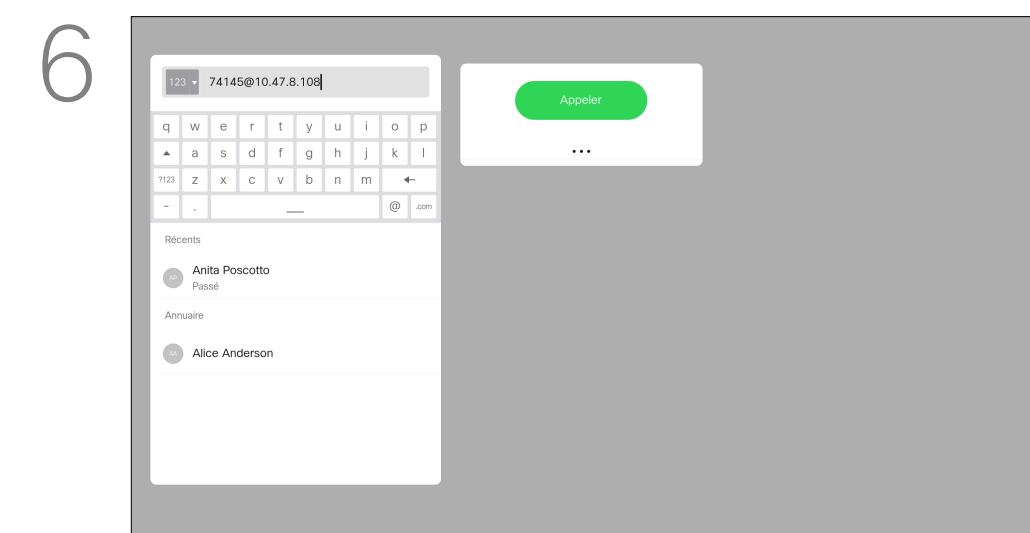 6
123 74145@10.47.8.108
Appeler
...
q w e r t y u i o p
a s d f g h j k l
?123 z x c v b n m
- . @ .com
Récents
AP Anita Poscotto
Passé
Annuaire
AA Alice Anderson